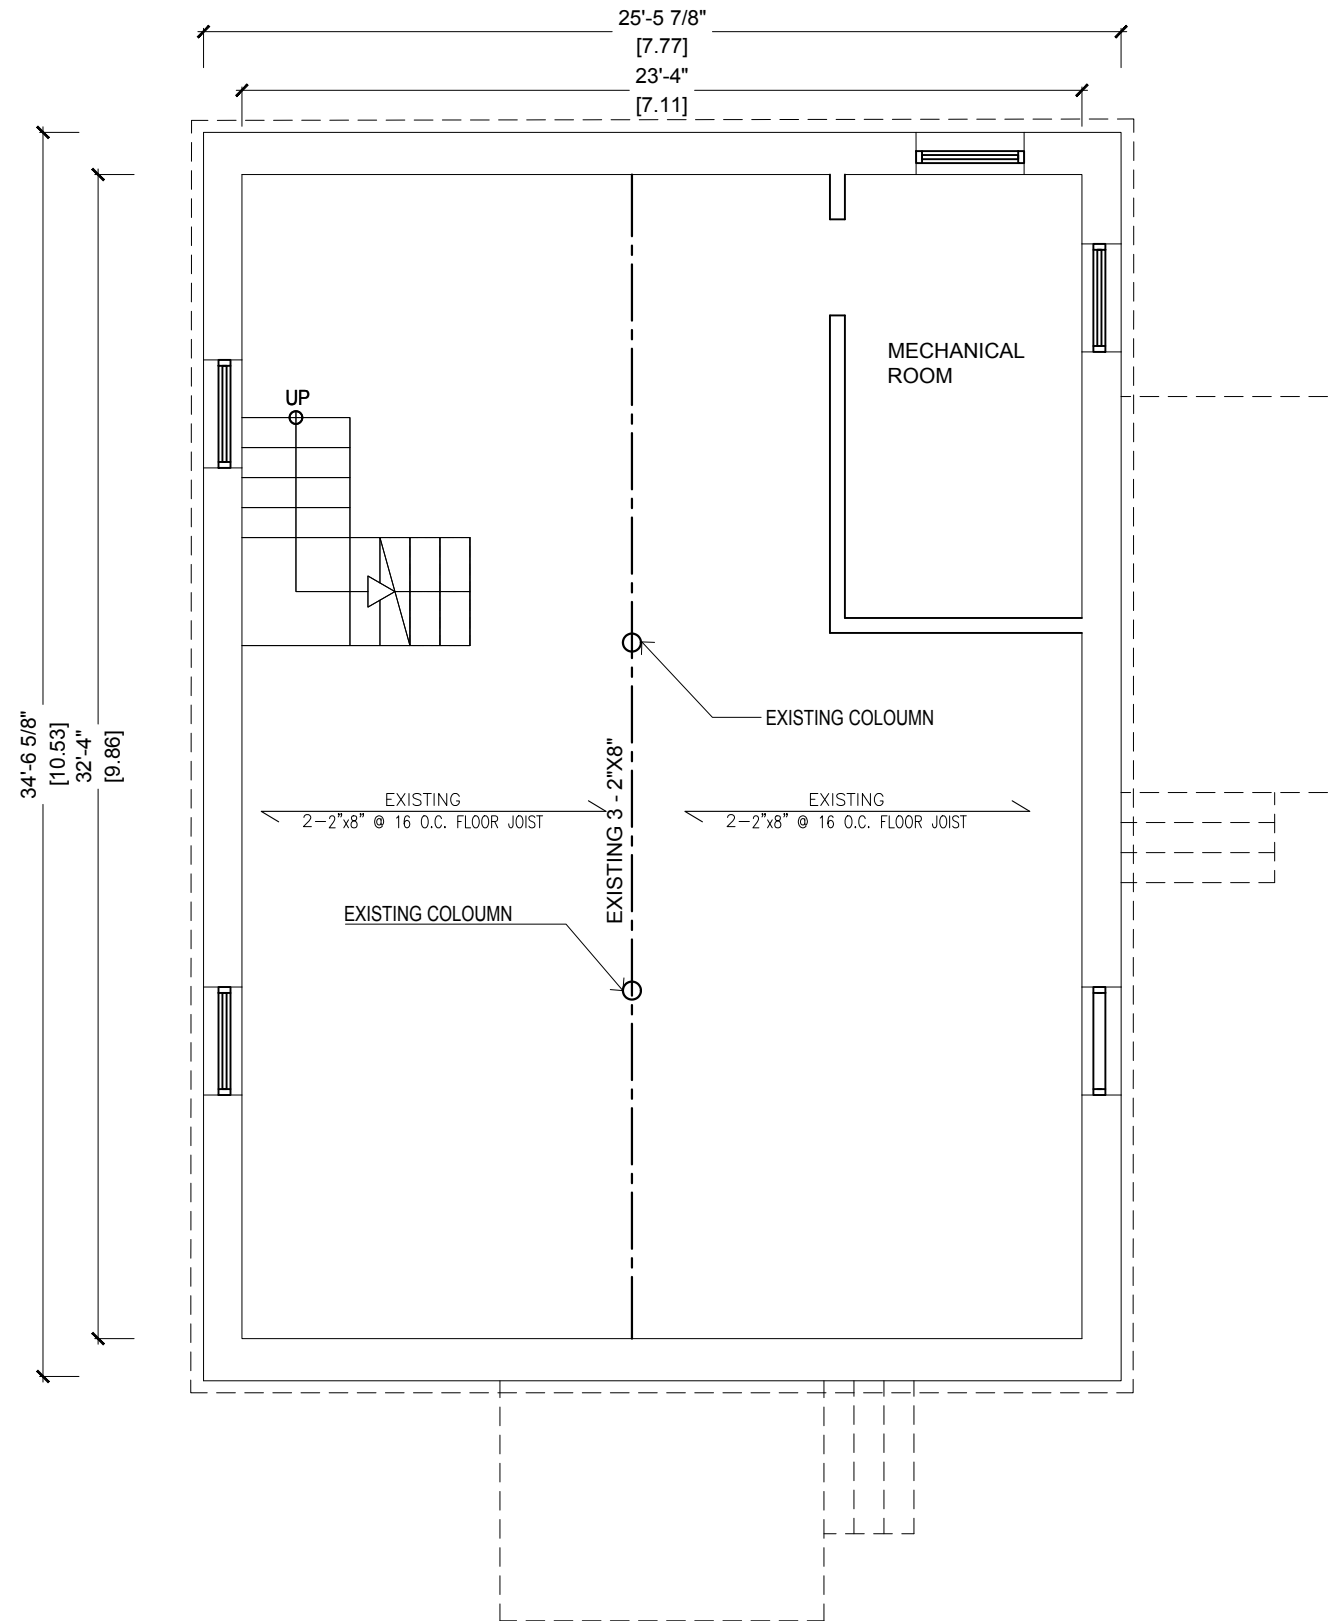 25'-5 7/8"
[7.77]
23'-4"
[7.11]
MECHANICAL
ROOM
UP
34'-6 5/8"
[10.53]
32'-4"
[9.86]
EXISTING COLOUMN
EXISTING
2-2"x8" @ 16 O.C. FLOOR JOIST
EXISTING 3 - 2"X8"
EXISTING
2-2"x8" @ 16 O.C. FLOOR JOIST
EXISTING COLOUMN